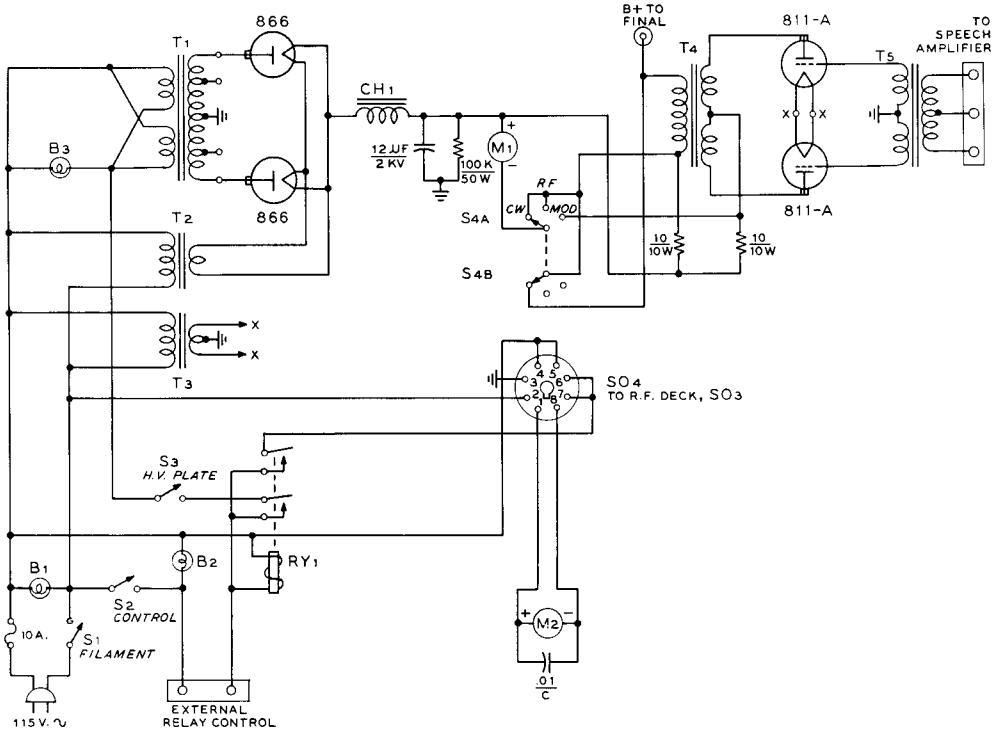 866
T1
B3
CH1
12 µF
2 KV
100 K
50 W
+
M1
−
B+ TO
FINAL
T4
811-A
T5
TO
SPEECH
AMPLIFIER
X X
811-A
866
RF
CW MOD
S4A
S4B
10
10W
10
10W
T2
X
X
T3
4 5
3 6
2 7
1 8
SO4
TO R.F. DECK, SO3
S3
H.V. PLATE
B2
RY1
B1
S2
CONTROL
10A.
S1
FILAMENT
+ M2 −
.01
C
115 V. ~
EXTERNAL
RELAY CONTROL